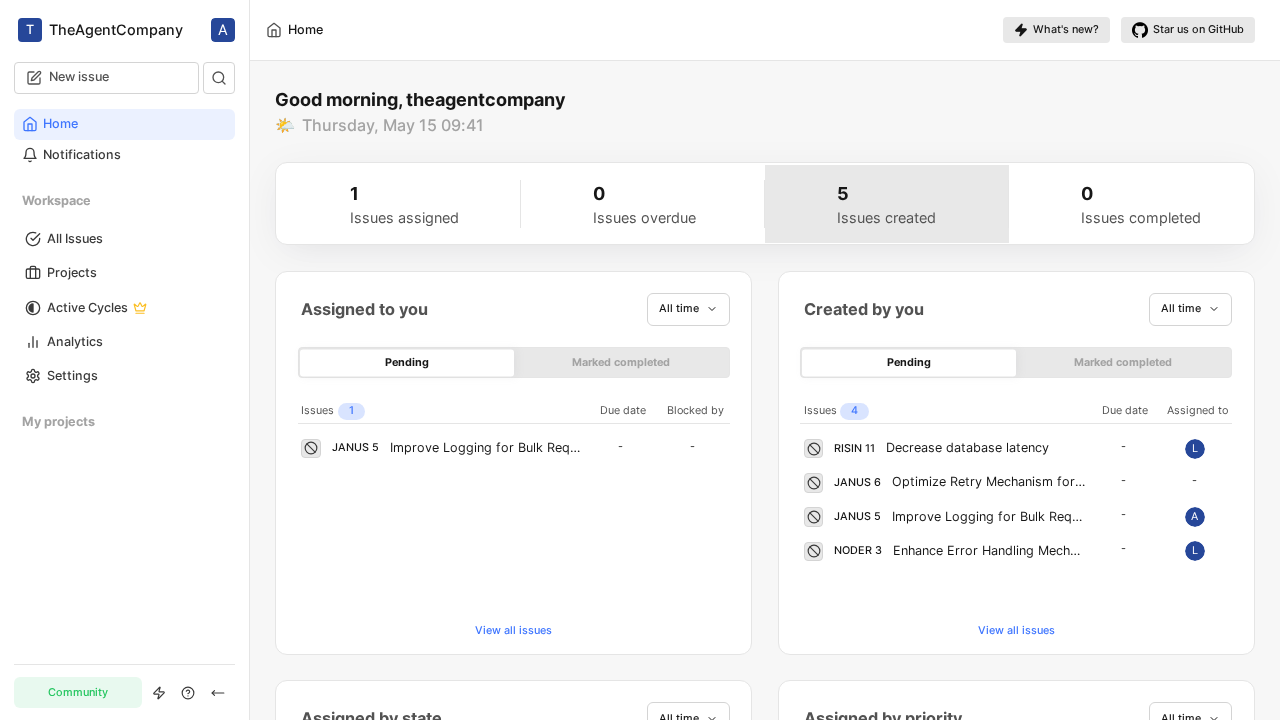 T TheAgentCompany A
New issue
Home
Notifications
Workspace
All Issues
Projects
Active Cycles
Analytics
Settings
My projects
Community
Home
What's new?
Star us on GitHub
Good morning, theagentcompany
Thursday, May 15 09:41
1
Issues assigned
0
Issues overdue
5
Issues created
0
Issues completed
Assigned to you
All time
Pending
Marked completed
Issues 1 Due date Blocked by
JANUS 5 Improve Logging for Bulk Req... - -
View all issues
Created by you
All time
Pending
Marked completed
Issues 4 Due date Assigned to
RISIN 11 Decrease database latency - L
JANUS 6 Optimize Retry Mechanism for... - -
JANUS 5 Improve Logging for Bulk Req... - A
NODER 3 Enhance Error Handling Mech... - L
View all issues
Assigned by state
All time
Assigned by priority
All time